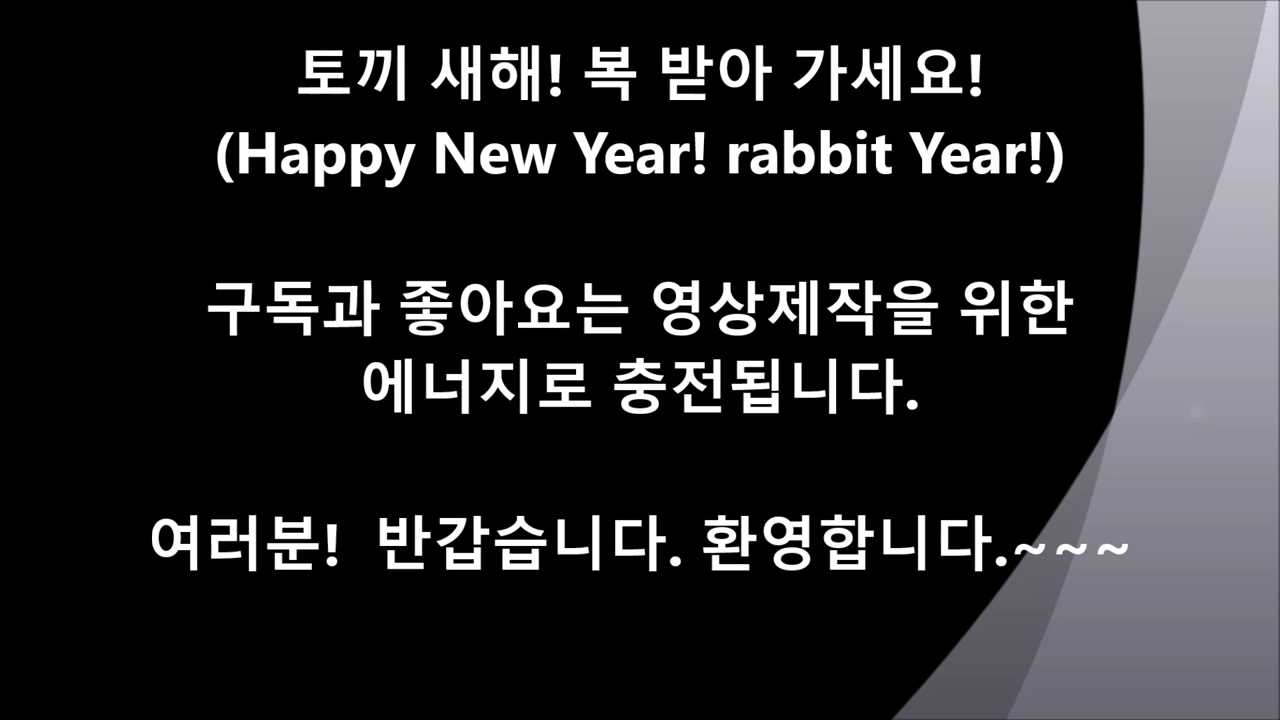 토끼 새해! 복 받아 가세요!
(Happy New Year! rabbit Year!)
구독과 좋아요는 영상제작을 위한
에너지로 충전됩니다.
여러분!  반갑습니다. 환영합니다.~~~